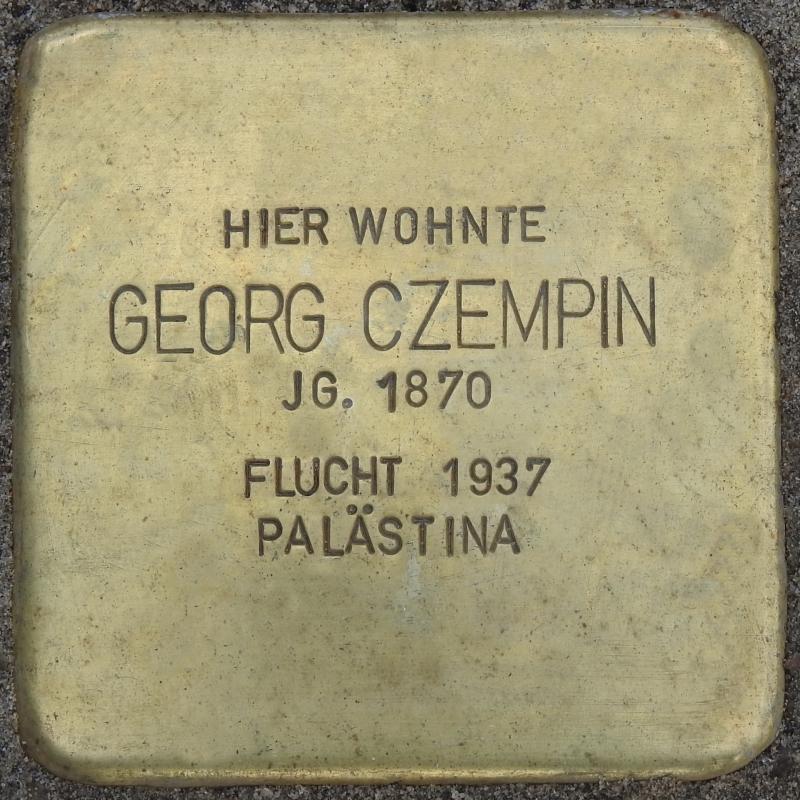 HIER WOHNTE
GEORG CZEMPIN
JG. 1870
FLUCHT 1937
PALÄSTINA